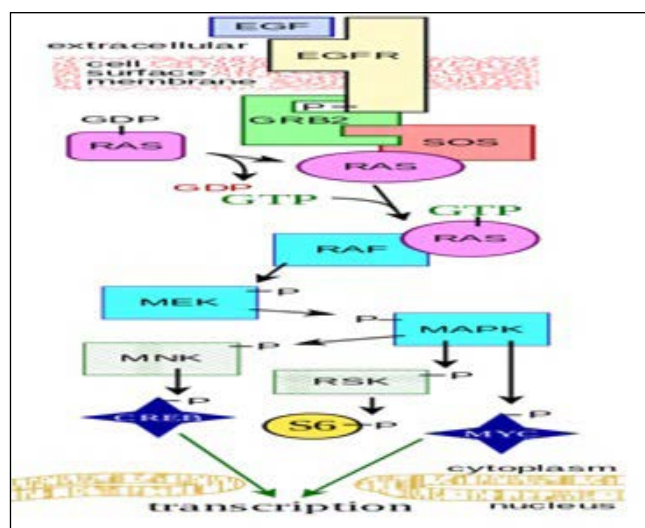 EGF
extracellular
EGFR
cell
surface
membrane
P
GRB2
GDP
RAS
SOS
RAS
GDP
GTP
GTP
RAF
RAS
MEK
P
P
MAPK
MNK
P
RSK
P
CREB
P
S6
P
MYC
P
cytoplasm
transcription
nucleus